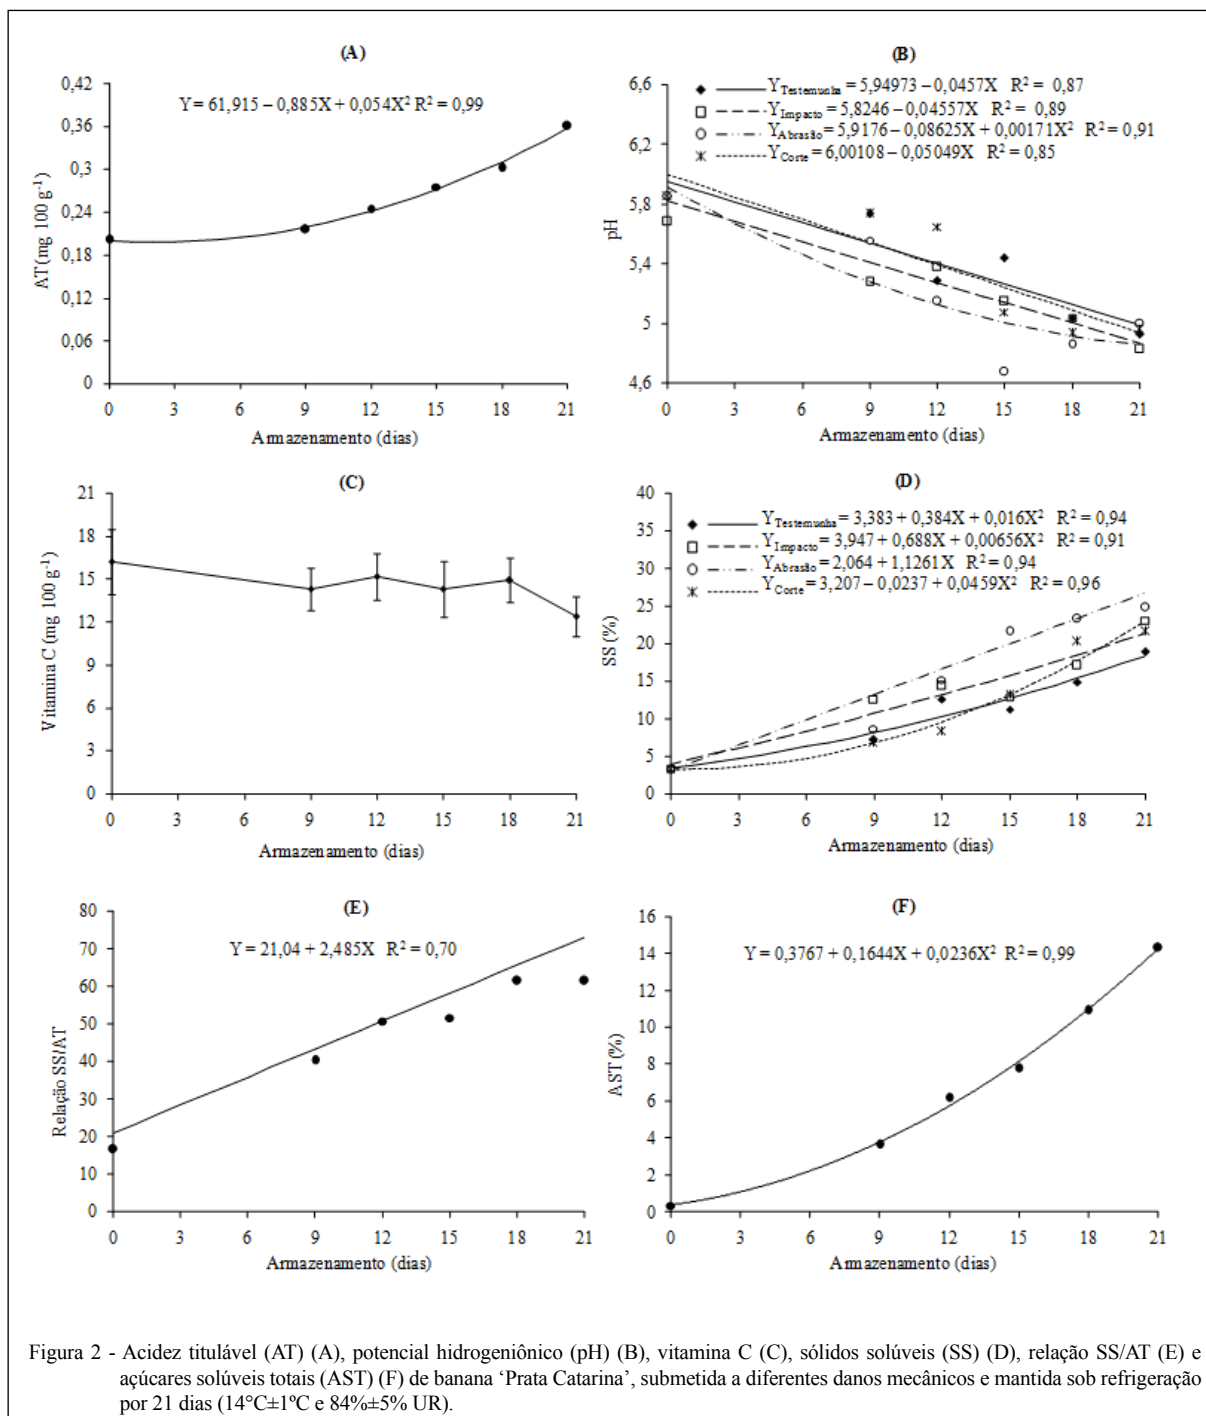 (A)
Y = 61,915 – 0,885X + 0,054X² R² = 0,99
AT (mg 100 g⁻¹)
0,42
0,36
0,3
0,24
0,18
0,12
0,06
0
0 3 6 9 12 15 18 21
Armazenamento (dias)
(B)
Y Testemunha = 5,94973 – 0,0457X R² = 0,87
Y Impacto = 5,8246 – 0,04557X R² = 0,89
Y Abrasão = 5,9176 – 0,08625X + 0,00171X² R² = 0,91
Y Corte = 6,00108 – 0,05049X R² = 0,85
pH
6,6
6,2
5,8
5,4
5
4,6
0 3 6 9 12 15 18 21
Armazenamento (dias)
(C)
Vitamina C (mg 100 g⁻¹)
21
18
15
12
9
6
3
0
0 3 6 9 12 15 18 21
Armazenamento (dias)
(D)
Y Testemunha = 3,383 + 0,384X + 0,016X² R² = 0,94
Y Impacto = 3,947 + 0,688X + 0,00656X² R² = 0,91
Y Abrasão = 2,064 + 1,1261X R² = 0,94
Y Corte = 3,207 – 0,0237 + 0,0459X² R² = 0,96
SS (%)
40
35
30
25
20
15
10
5
0
0 3 6 9 12 15 18 21
Armazenamento (dias)
(E)
Y = 21,04 + 2,485X R² = 0,70
Relação SS/AT
80
70
60
50
40
30
20
10
0
0 3 6 9 12 15 18 21
Armazenamento (dias)
(F)
Y = 0,3767 + 0,1644X + 0,0236X² R² = 0,99
AST (%)
16
14
12
10
8
6
4
2
0
0 3 6 9 12 15 18 21
Armazenamento (dias)
Figura 2 - Acidez titulável (AT) (A), potencial hidrogeniônico (pH) (B), vitamina C (C), sólidos solúveis (SS) (D), relação SS/AT (E) e
açúcares solúveis totais (AST) (F) de banana ‘Prata Catarina’, submetida a diferentes danos mecânicos e mantida sob refrigeração
por 21 dias (14°C±1ºC e 84%±5% UR).